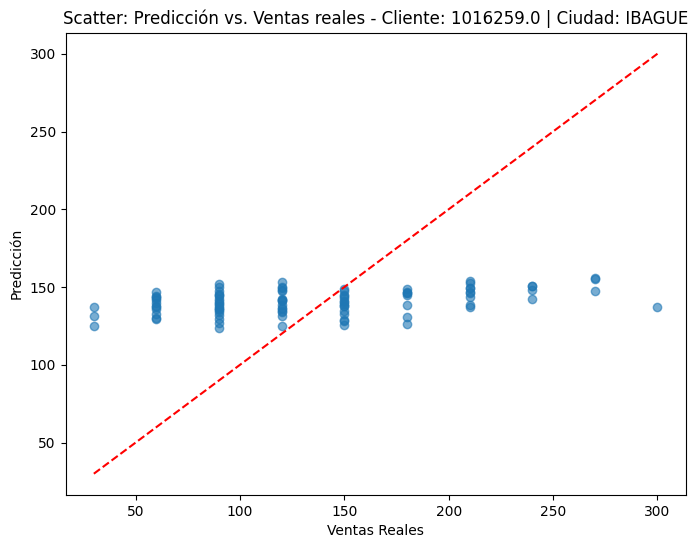 Scatter: Predicción vs. Ventas reales - Cliente: 1016259.0 | Ciudad: IBAGUE
300
250
200
150
100
50
Predicción
50 100 150 200 250 300
Ventas Reales